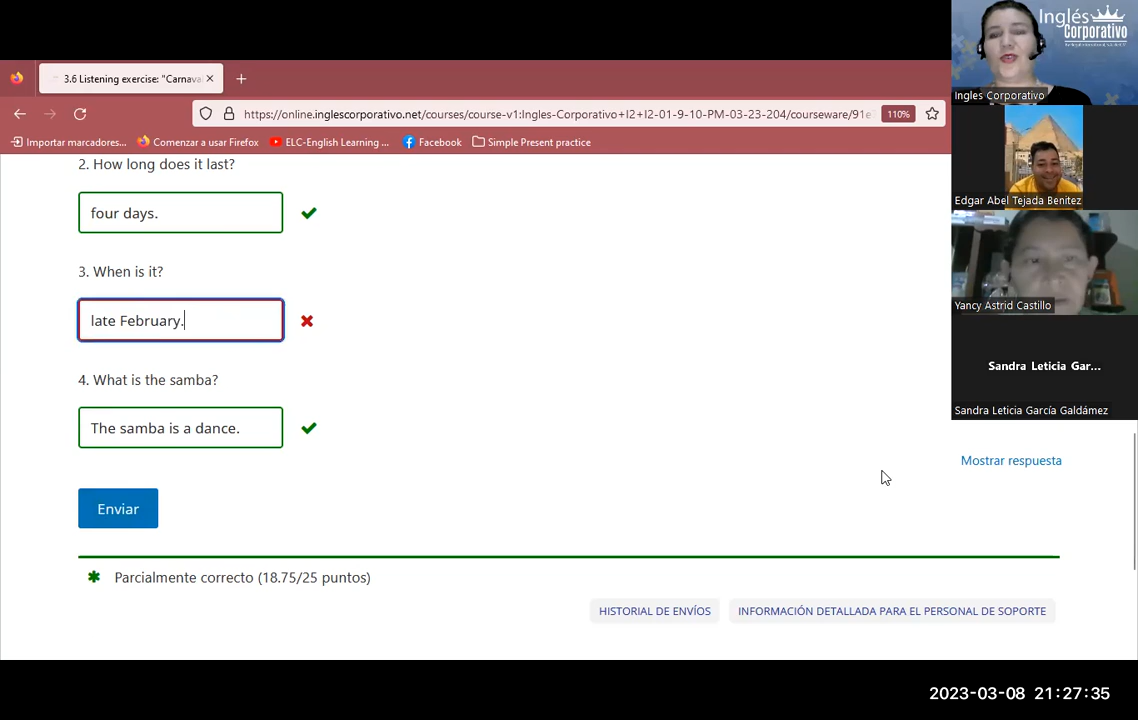 Inglés
Corporativo
Ingles Corporativo
3.6 Listening exercise: "Carnava
https://online.inglescorporativo.net/courses/course-v1:Ingles-Corporativo+I2+I2-01-9-10-PM-03-23-204/courseware/91e
110%
Importar marcadores...
Comenzar a usar Firefox
ELC-English Learning ...
Facebook
Simple Present practice
2. How long does it last?
four days.
3. When is it?
late February.
4. What is the samba?
The samba is a dance.
Enviar
Mostrar respuesta
Parcialmente correcto (18.75/25 puntos)
HISTORIAL DE ENVÍOS
INFORMACIÓN DETALLADA PARA EL PERSONAL DE SOPORTE
Edgar Abel Tejada Benitez
Yancy Astrid Castillo
Sandra Leticia Gar...
Sandra Leticia García Galdámez
2023-03-08 21:27:35